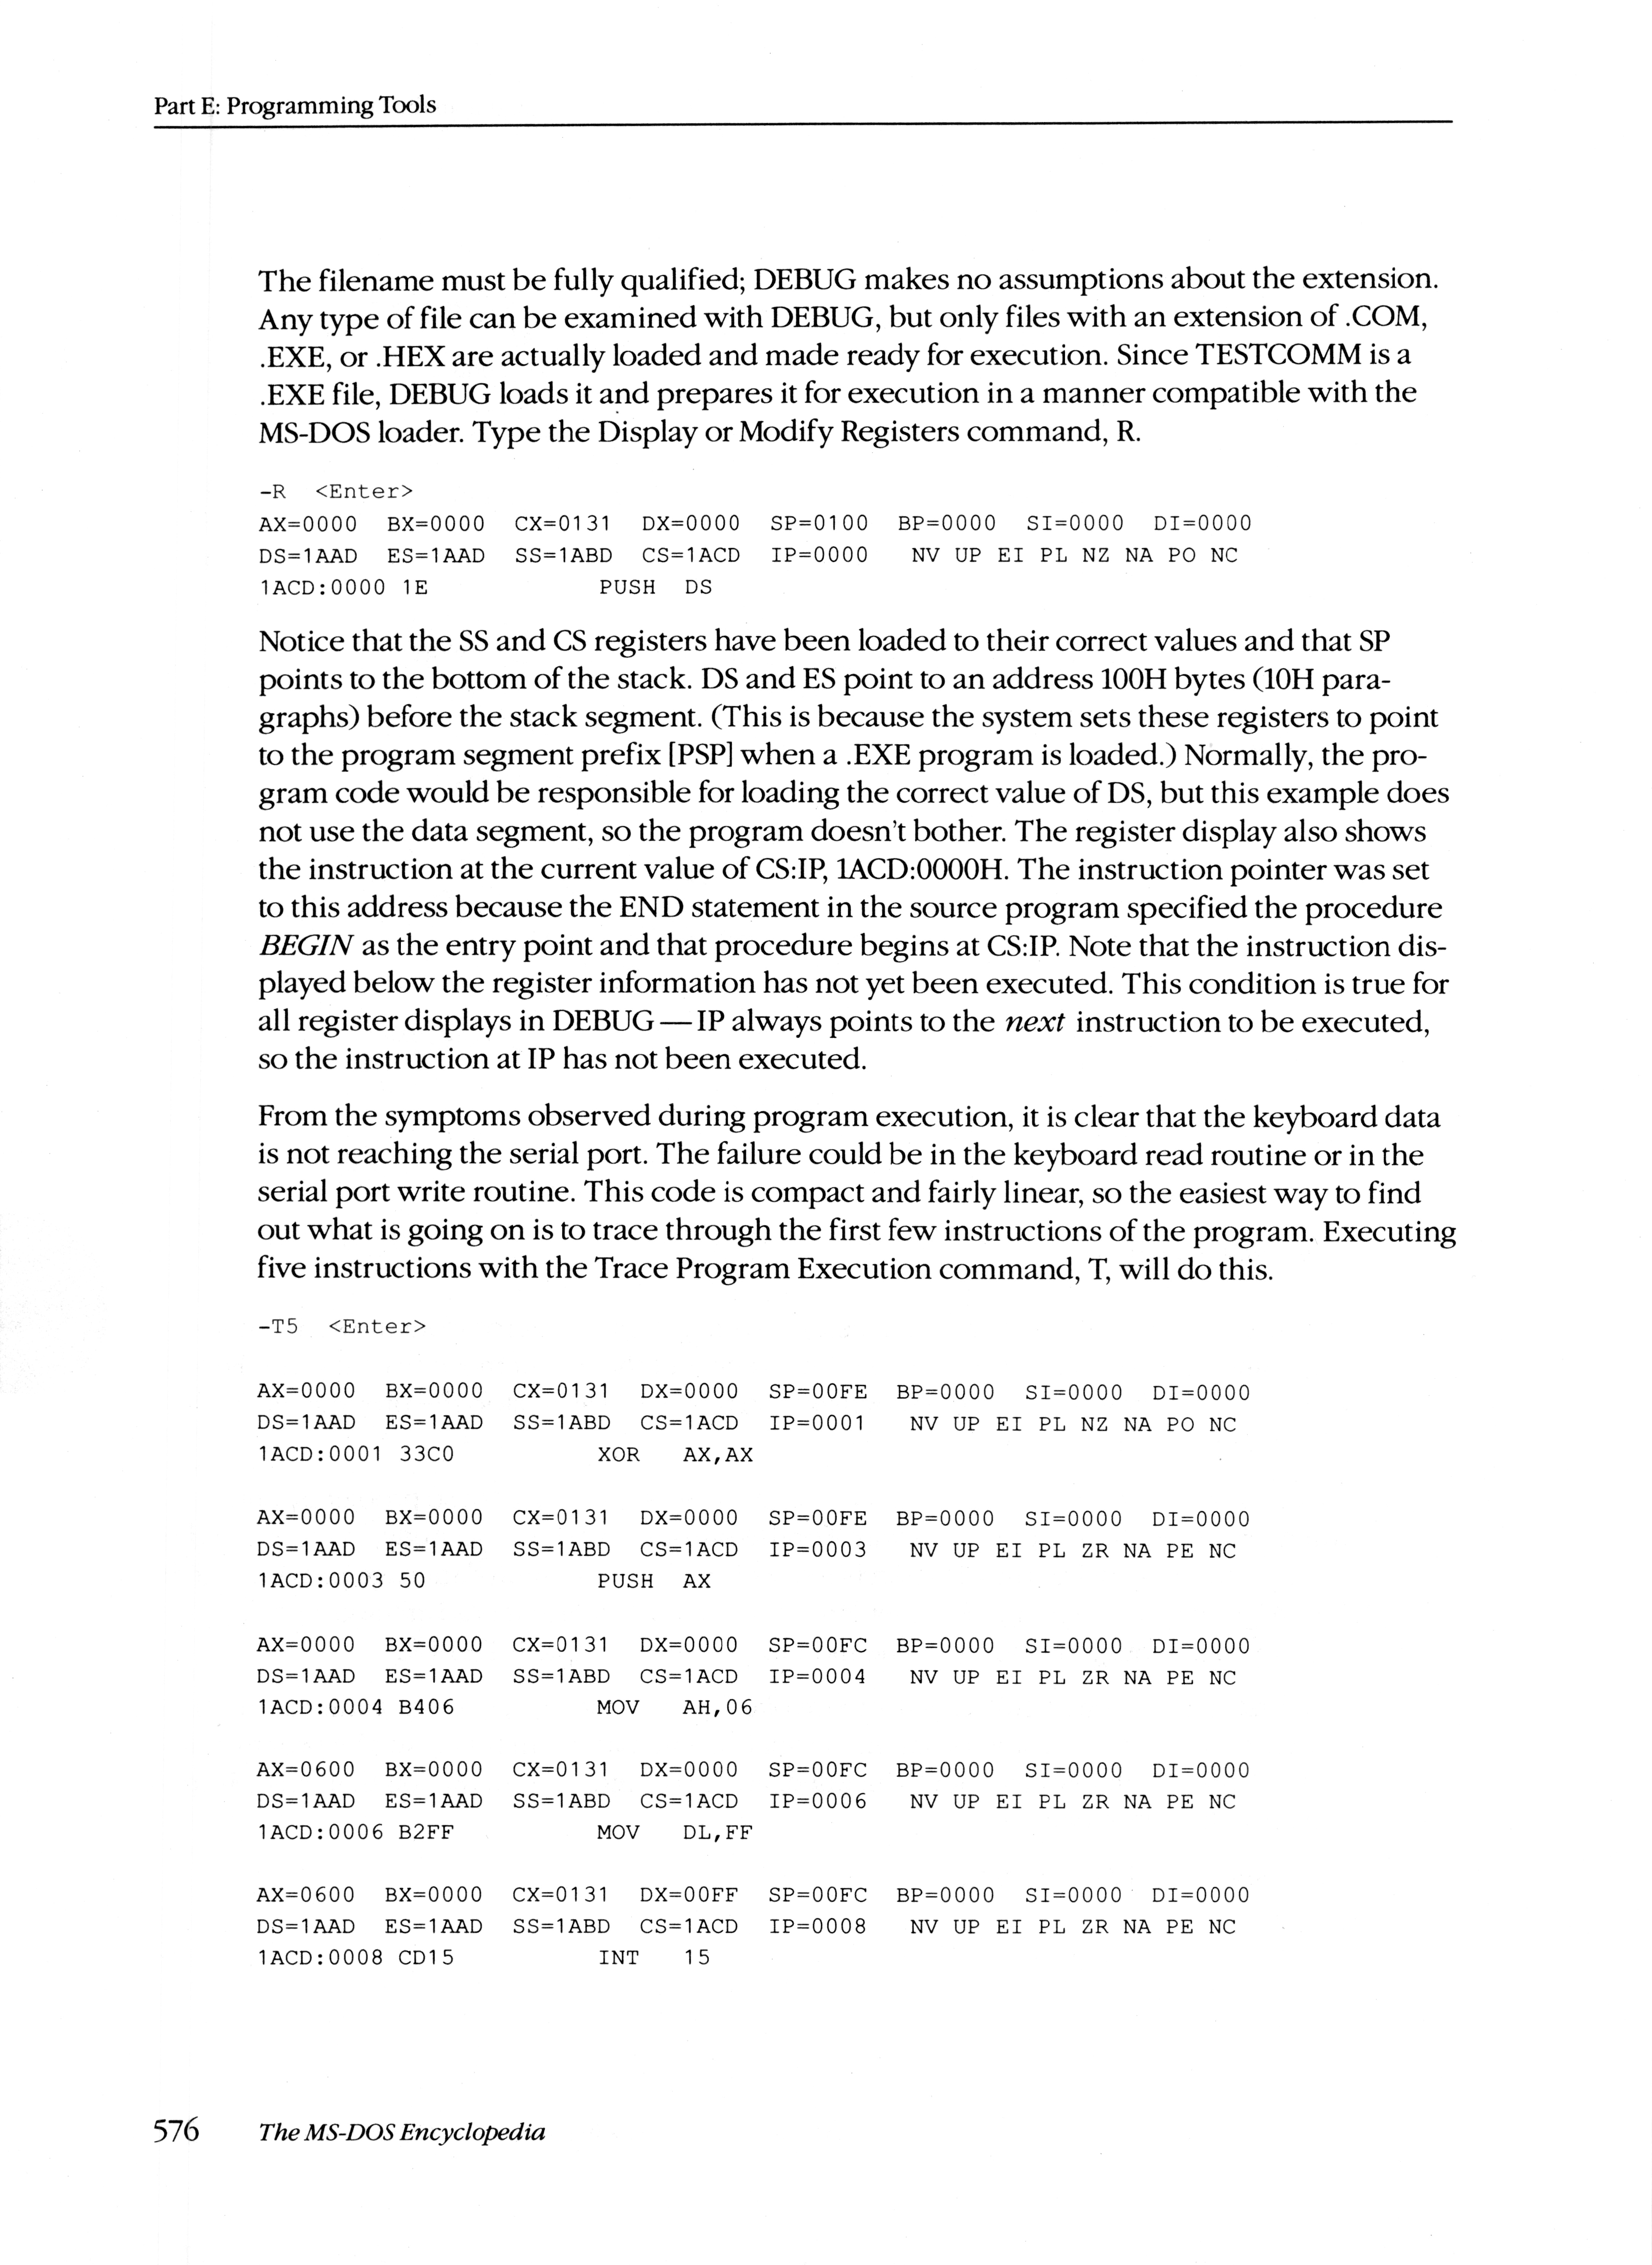 Part E: Programming Tools
The filename must be fully qualified; DEBUG makes no assumptions about the extension.
Any type of file can be examined with DEBUG, but only files with an extension of .COM,
.EXE, or .HEX are actually loaded and made ready for execution. Since TESTCOMM is a
.EXE file, DEBUG loads it and prepares it for execution in a manner compatible with the
MS-DOS loader. Type the Display or Modify Registers command, R.
-R <Enter>
AX=0000 BX=0000 CX=0131 DX=0000 SP=0100 BP=0000 SI=0000 DI=0000
DS=1AAD ES=1AAD SS=1ABD CS=1ACD IP=0000 NV UP EI PL NZ NA PO NC
1ACD:0000 1E PUSH DS
Notice that the SS and CS registers have been loaded to their correct values and that SP
points to the bottom of the stack. DS and ES point to an address 100H bytes (10H para-
graphs) before the stack segment. (This is because the system sets these registers to point
to the program segment prefix [PSP] when a .EXE program is loaded.) Normally, the pro-
gram code would be responsible for loading the correct value of DS, but this example does
not use the data segment, so the program doesn't bother. The register display also shows
the instruction at the current value of CS:IP, 1ACD:0000H. The instruction pointer was set
to this address because the END statement in the source program specified the procedure
BEGIN as the entry point and that procedure begins at CS:IP. Note that the instruction dis-
played below the register information has not yet been executed. This condition is true for
all register displays in DEBUG — IP always points to the next instruction to be executed,
so the instruction at IP has not been executed.
From the symptoms observed during program execution, it is clear that the keyboard data
is not reaching the serial port. The failure could be in the keyboard read routine or in the
serial port write routine. This code is compact and fairly linear, so the easiest way to find
out what is going on is to trace through the first few instructions of the program. Executing
five instructions with the Trace Program Execution command, T, will do this.
-T5 <Enter>
AX=0000 BX=0000 CX=0131 DX=0000 SP=00FE BP=0000 SI=0000 DI=0000
DS=1AAD ES=1AAD SS=1ABD CS=1ACD IP=0001 NV UP EI PL NZ NA PO NC
1ACD:0001 33C0 XOR AX,AX
AX=0000 BX=0000 CX=0131 DX=0000 SP=00FE BP=0000 SI=0000 DI=0000
DS=1AAD ES=1AAD SS=1ABD CS=1ACD IP=0003 NV UP EI PL ZR NA PE NC
1ACD:0003 50 PUSH AX
AX=0000 BX=0000 CX=0131 DX=0000 SP=00FC BP=0000 SI=0000 DI=0000
DS=1AAD ES=1AAD SS=1ABD CS=1ACD IP=0004 NV UP EI PL ZR NA PE NC
1ACD:0004 B406 MOV AH,06
AX=0600 BX=0000 CX=0131 DX=0000 SP=00FC BP=0000 SI=0000 DI=0000
DS=1AAD ES=1AAD SS=1ABD CS=1ACD IP=0006 NV UP EI PL ZR NA PE NC
1ACD:0006 B2FF MOV DL,FF
AX=0600 BX=0000 CX=0131 DX=00FF SP=00FC BP=0000 SI=0000 DI=0000
DS=1AAD ES=1AAD SS=1ABD CS=1ACD IP=0008 NV UP EI PL ZR NA PE NC
1ACD:0008 CD15 INT 15
576 The MS-DOS Encyclopedia